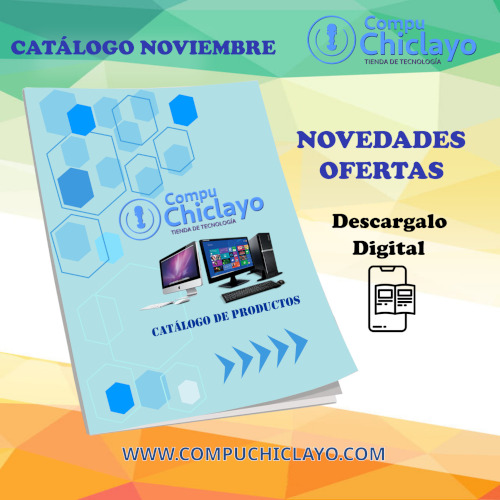 CATÁLOGO NOVIEMBRE
Compu
Chiclayo
TIENDA DE TECNOLOGÍA
NOVEDADES
OFERTAS
Descargalo
Digital
Compu
Chiclayo
TIENDA DE TECNOLOGÍA
CATÁLOGO DE PRODUCTOS
WWW.COMPUCHICLAYO.COM